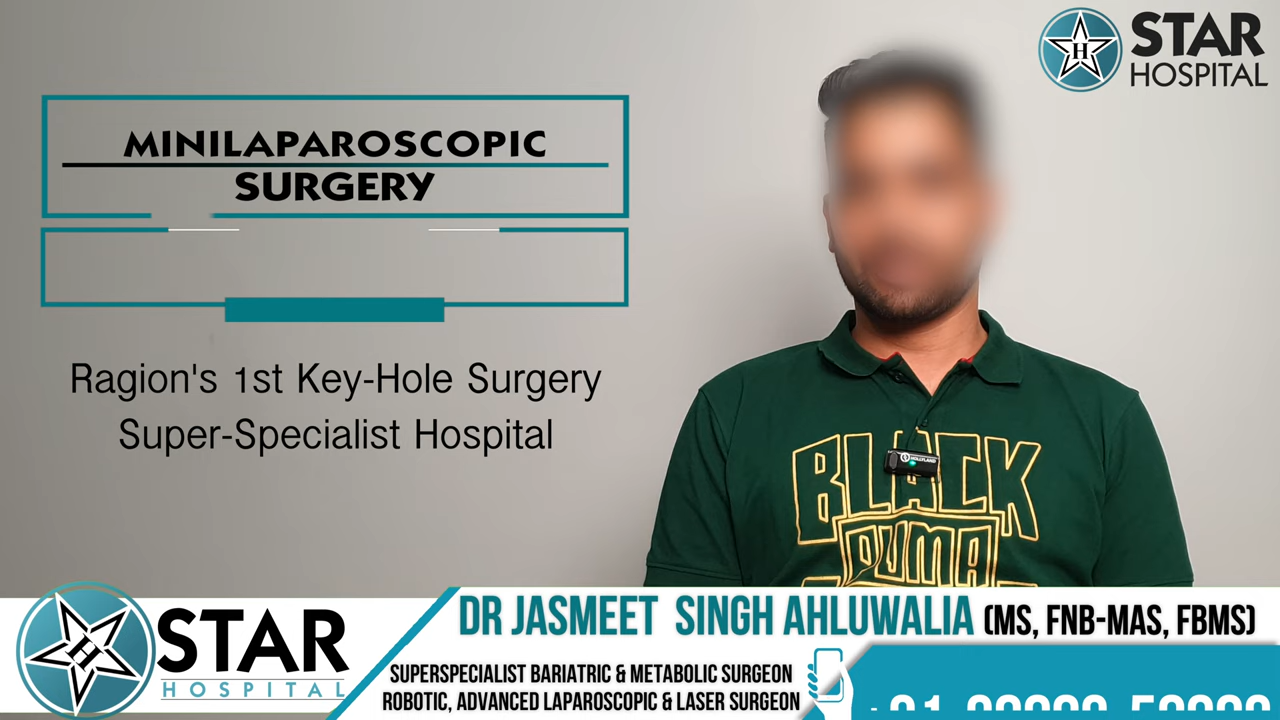 STAR
HOSPITAL
MINILAPAROSCOPIC
SURGERY
Ragion's 1st Key-Hole Surgery
Super-Specialist Hospital
HOLLYLAND
BLACK
PUMA
STAR
HOSPITAL
DR JASMEET SINGH AHLUWALIA (MS, FNB-MAS, FBMS)
SUPERSPECIALIST BARIATRIC & METABOLIC SURGEON
ROBOTIC, ADVANCED LAPAROSCOPIC & LASER SURGEON